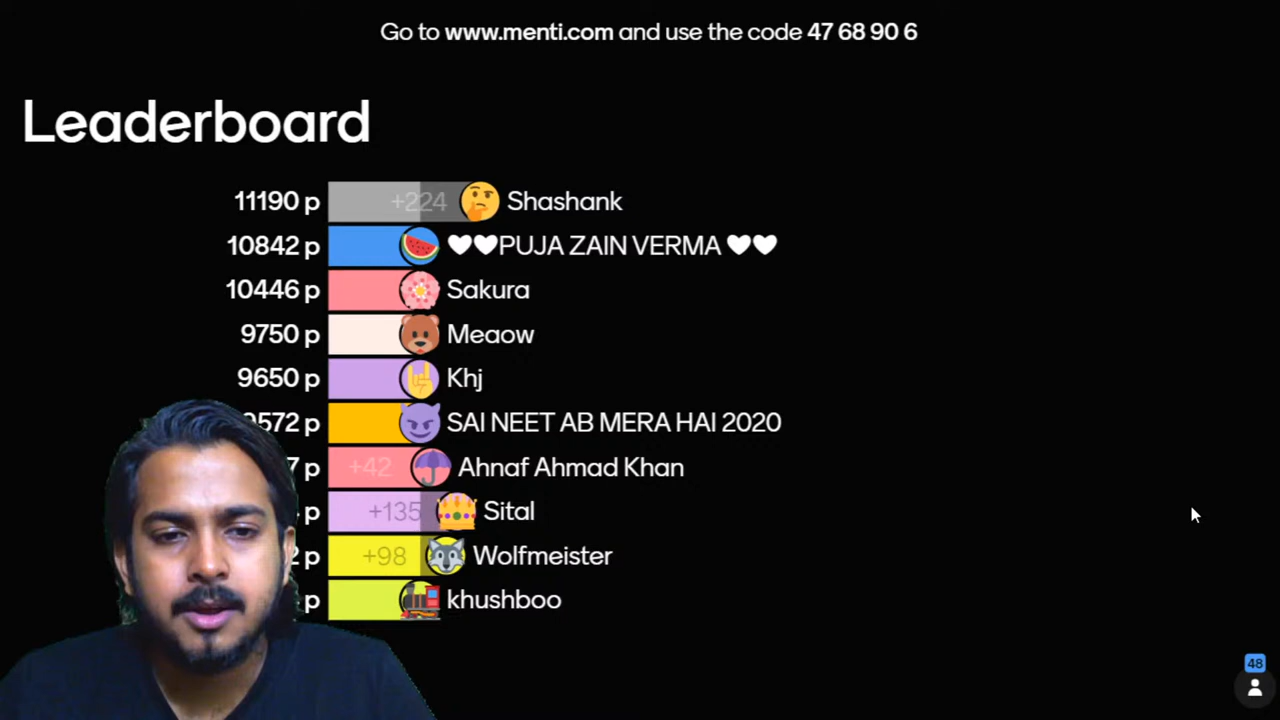 Go to www.menti.com and use the code 47 68 90 6
Leaderboard
11190 p +224 Shashank
10842 p 🤍🤍PUJA ZAIN VERMA 🤍🤍
10446 p Sakura
9750 p Meaow
9650 p Khj
p SAI NEET AB MERA HAI 2020
p +42 Ahnaf Ahmad Khan
p +135 Sital
p +98 Wolfmeister
p khushboo
48